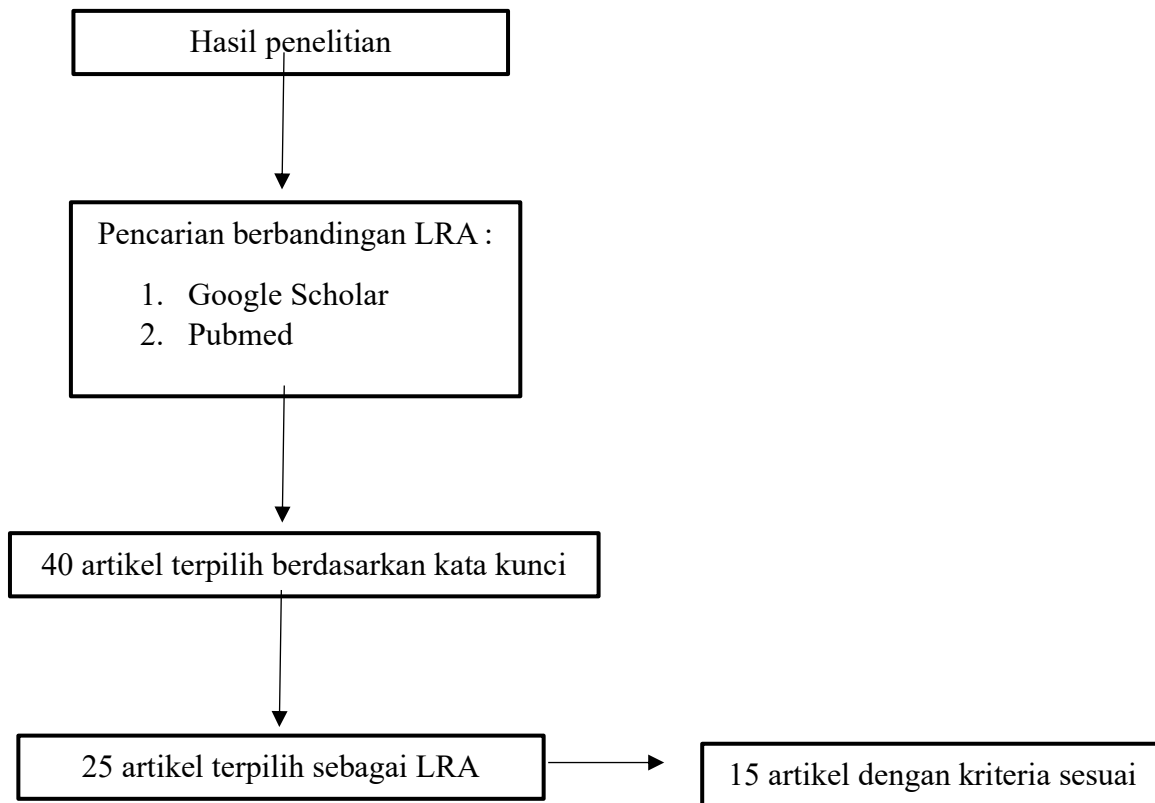 Hasil penelitian
Pencarian berbandingan LRA :
1. Google Scholar
2. Pubmed
40 artikel terpilih berdasarkan kata kunci
25 artikel terpilih sebagai LRA
15 artikel dengan kriteria sesuai